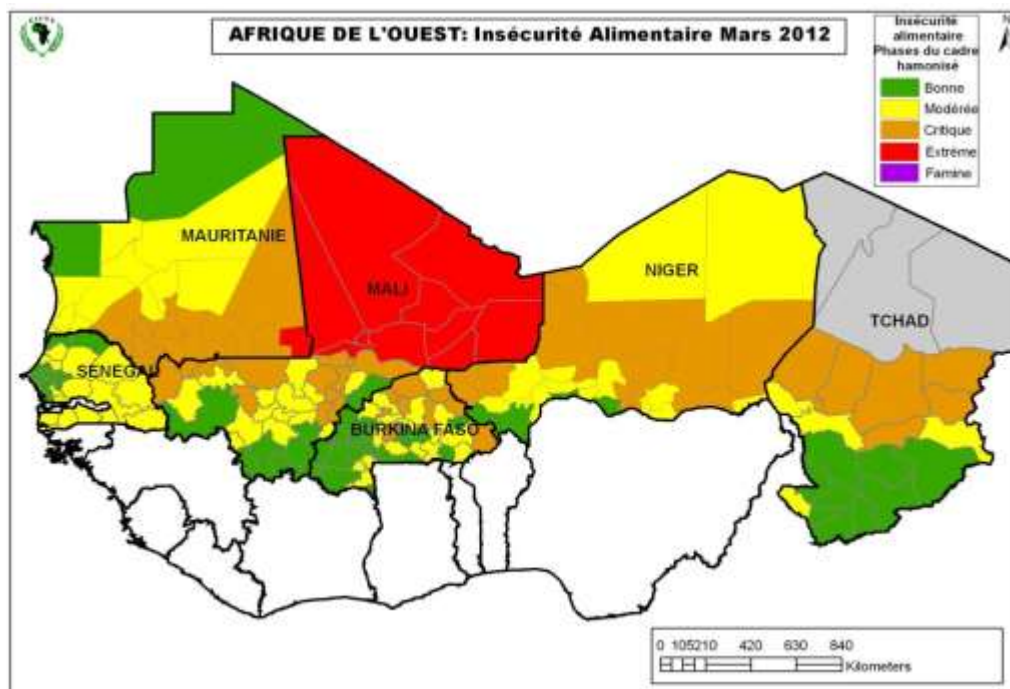 AFRIQUE DE L'OUEST: Insécurité Alimentaire Mars 2012
Insécurité
alimentaire
Phases du cadre
hamonisé
Bonne
Modérée
Critique
Extrême
Famine
MAURITANIE
MALI
NIGER
TCHAD
SENEGAL
BURKINA FASO
0 105210 420 630 840
Kilometers